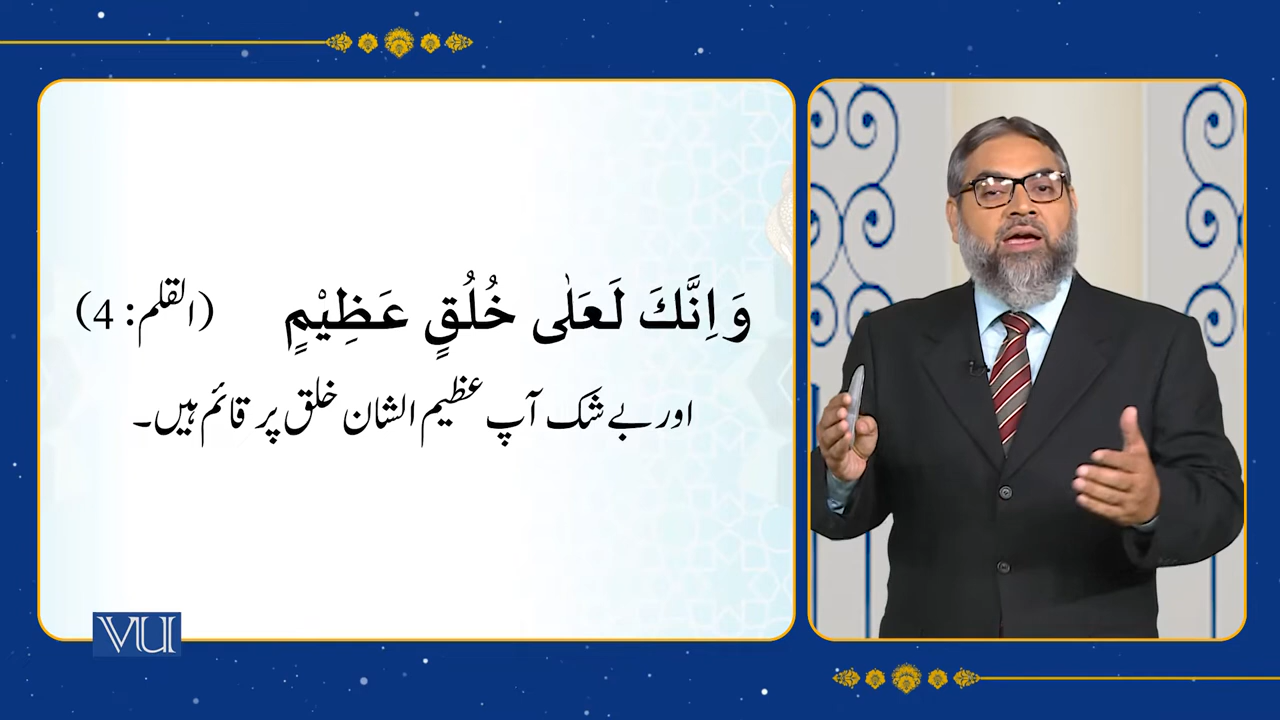 وَاِنَّكَ لَعَلٰى خُلُقٍ عَظِيْمٍ (القلم: 4)
اور بے شک آپ عظیم الشان خلق پر قائم ہیں۔
VU